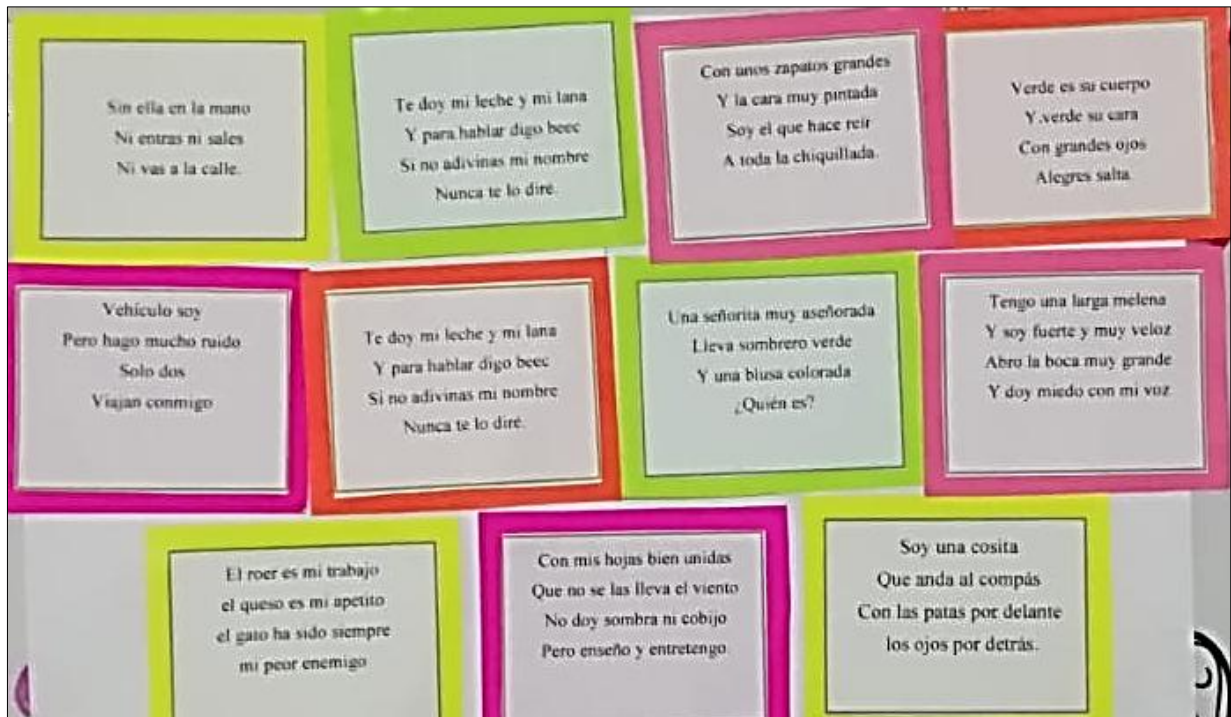 Sin ella en la mano
Ni entras ni sales
Ni vas a la calle.
Te doy mi leche y mi lana
Y para hablar digo beee
Si no adivinas mi nombre
Nunca te lo diré.
Con unos zapatos grandes
Y la cara muy pintada
Soy el que hace reír
A toda la chiquillada.
Verde es su cuerpo
Y verde su cara
Con grandes ojos
Alegres salta
Vehículo soy
Pero hago mucho ruido
Solo dos
Viajan conmigo
Te doy mi leche y mi lana
Y para hablar digo beee
Si no adivinas mi nombre
Nunca te lo diré.
Una señorita muy aseñorada
Lleva sombrero verde
Y una blusa colorada
¿Quién es?
Tengo una larga melena
Y soy fuerte y muy veloz
Abro la boca muy grande
Y doy miedo con mi voz
El roer es mi trabajo
el queso es mi apetito
el gato ha sido siempre
mi peor enemigo
Con mis hojas bien unidas
Que no se las lleva el viento
No doy sombra ni cobijo
Pero enseño y entretengo
Soy una cosita
Que anda al compás
Con las patas por delante
los ojos por detrás.